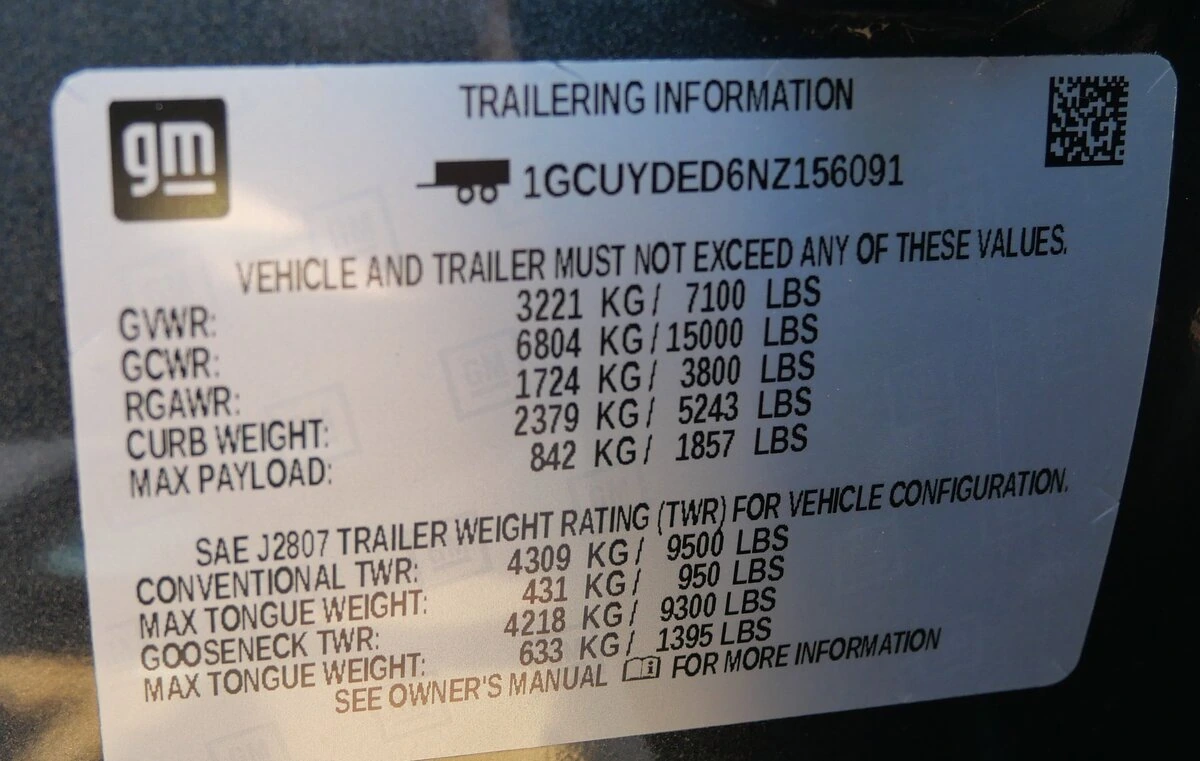 gm
TRAILERING INFORMATION
1GCUYDED6NZ156091
VEHICLE AND TRAILER MUST NOT EXCEED ANY OF THESE VALUES.
GVWR: 3221 KG / 7100 LBS
GCWR: 6804 KG / 15000 LBS
RGAWR: 1724 KG / 3800 LBS
CURB WEIGHT: 2379 KG / 5243 LBS
MAX PAYLOAD: 842 KG / 1857 LBS
SAE J2807 TRAILER WEIGHT RATING (TWR) FOR VEHICLE CONFIGURATION.
CONVENTIONAL TWR: 4309 KG / 9500 LBS
MAX TONGUE WEIGHT: 431 KG / 950 LBS
GOOSENECK TWR: 4218 KG / 9300 LBS
MAX TONGUE WEIGHT: 633 KG / 1395 LBS
SEE OWNER'S MANUAL FOR MORE INFORMATION